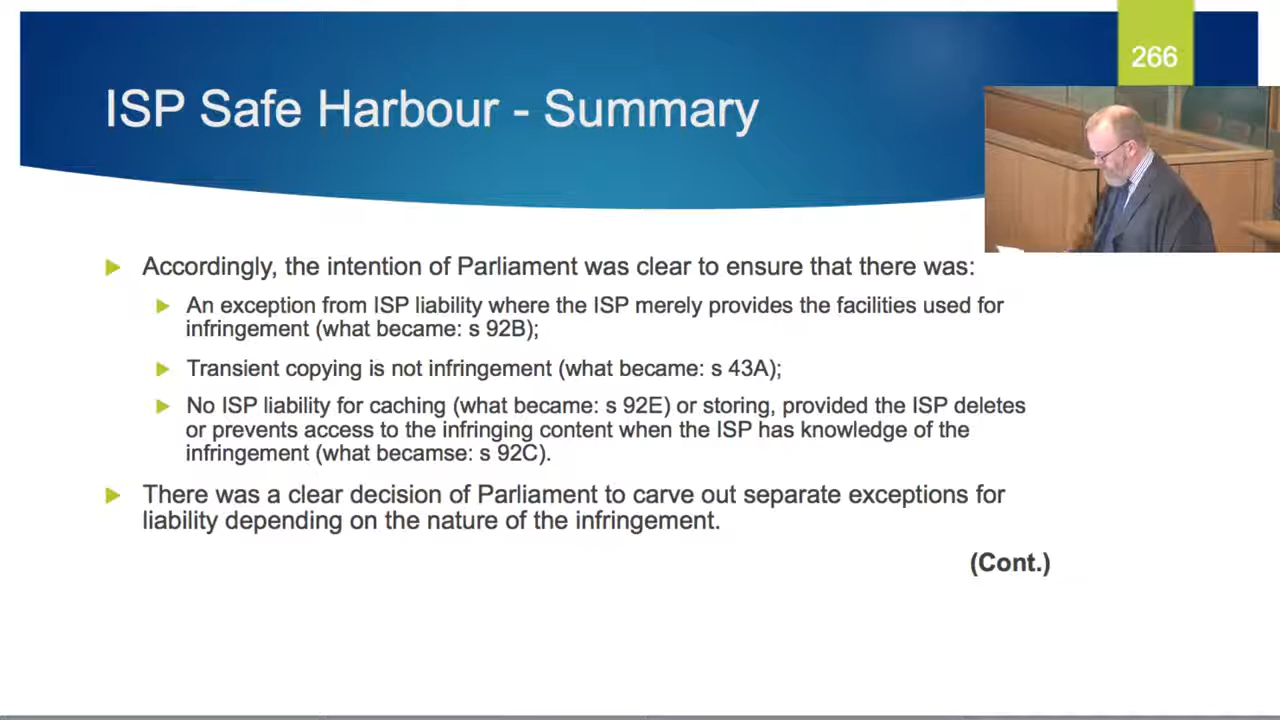 266
ISP Safe Harbour - Summary
Accordingly, the intention of Parliament was clear to ensure that there was:
An exception from ISP liability where the ISP merely provides the facilities used for
infringement (what became: s 92B);
Transient copying is not infringement (what became: s 43A);
No ISP liability for caching (what became: s 92E) or storing, provided the ISP deletes
or prevents access to the infringing content when the ISP has knowledge of the
infringement (what becamse: s 92C).
There was a clear decision of Parliament to carve out separate exceptions for
liability depending on the nature of the infringement.
(Cont.)